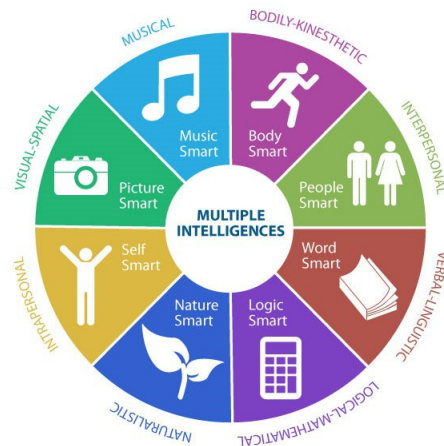 MUSICAL
BODILY-KINESTHETIC
VISUAL-SPATIAL
INTERPERSONAL
Music
Smart
Body
Smart
Picture
Smart
People
Smart
MULTIPLE
INTELLIGENCES
Self
Smart
Word
Smart
Nature
Smart
Logic
Smart
INTRAPERSONAL
VERBAL-LINGUISTIC
NATURALISTIC
LOGICAL-MATHEMATICAL